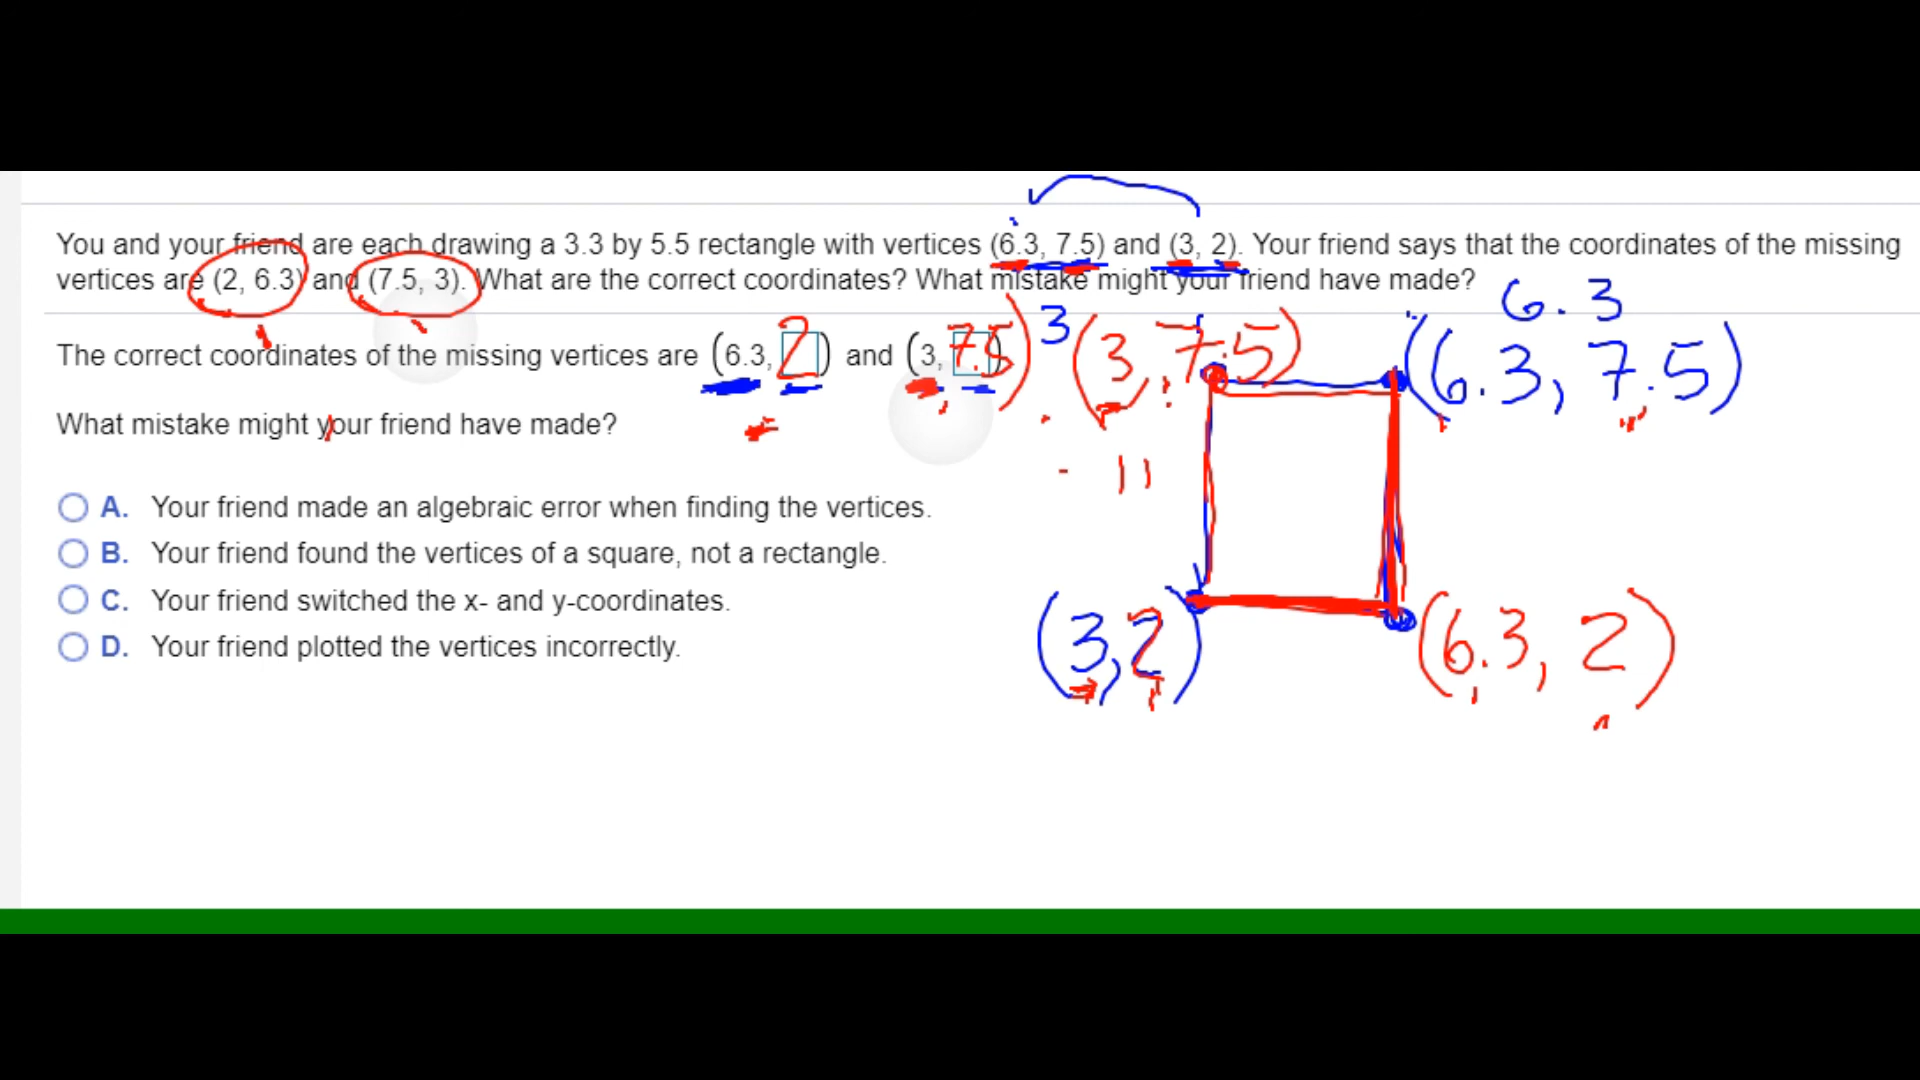 You and your friend are each drawing a 3.3 by 5.5 rectangle with vertices (6.3, 7.5) and (3, 2). Your friend says that the coordinates of the missing
vertices are (2, 6.3) and (7.5, 3). What are the correct coordinates? What mistake might your friend have made?
6.3
The correct coordinates of the missing vertices are (6.3, 2) and (3, 7.5)
3
(3, 7.5)
(6.3, 7.5)
What mistake might your friend have made?
A. Your friend made an algebraic error when finding the vertices.
B. Your friend found the vertices of a square, not a rectangle.
C. Your friend switched the x- and y-coordinates.
D. Your friend plotted the vertices incorrectly.
(3, 2)
(6.3, 2)